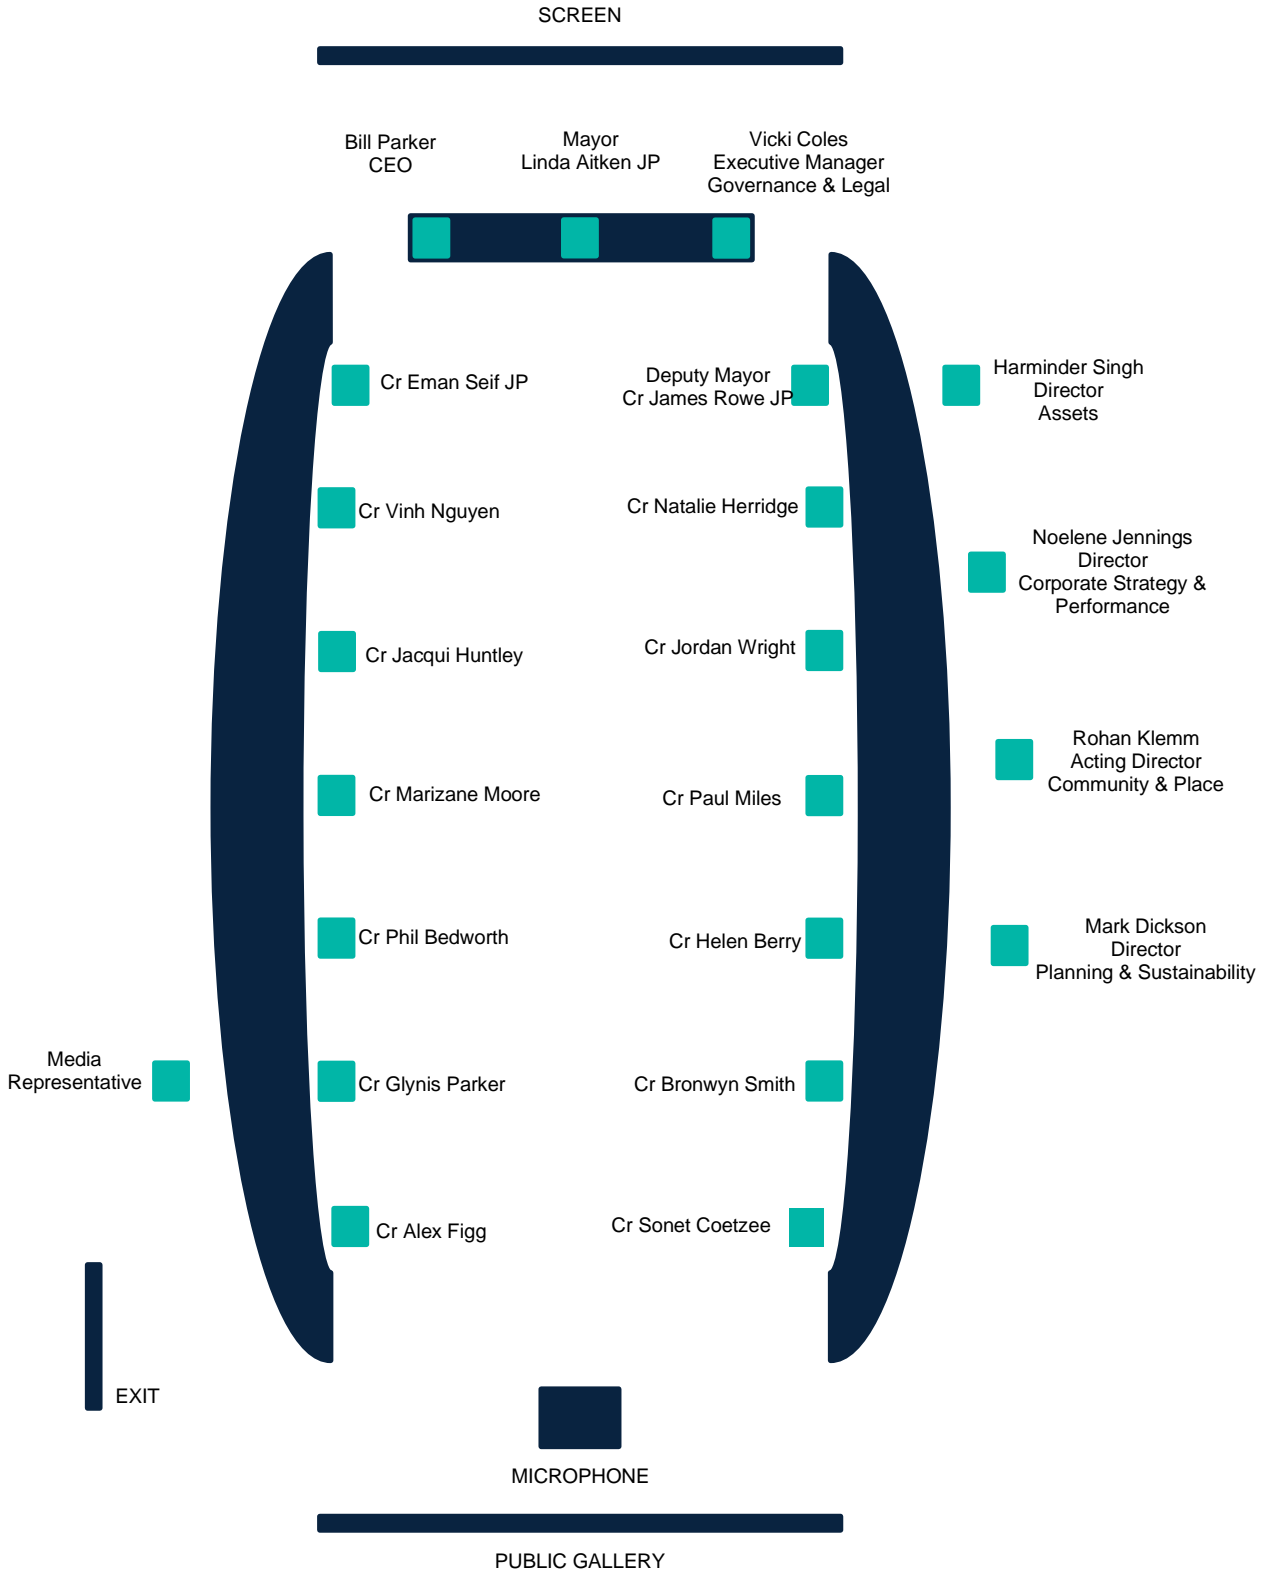 SCREEN
Bill Parker
CEO
Mayor
Linda Aitken JP
Vicki Coles
Executive Manager
Governance & Legal
Cr Eman Seif JP
Deputy Mayor
Cr James Rowe JP
Harminder Singh
Director
Assets
Cr Vinh Nguyen
Cr Natalie Herridge
Noelene Jennings
Director
Corporate Strategy &
Performance
Cr Jacqui Huntley
Cr Jordan Wright
Rohan Klemm
Acting Director
Community & Place
Cr Marizane Moore
Cr Paul Miles
Cr Phil Bedworth
Cr Helen Berry
Mark Dickson
Director
Planning & Sustainability
Media
Representative
Cr Glynis Parker
Cr Bronwyn Smith
Cr Alex Figg
Cr Sonet Coetzee
EXIT
MICROPHONE
PUBLIC GALLERY